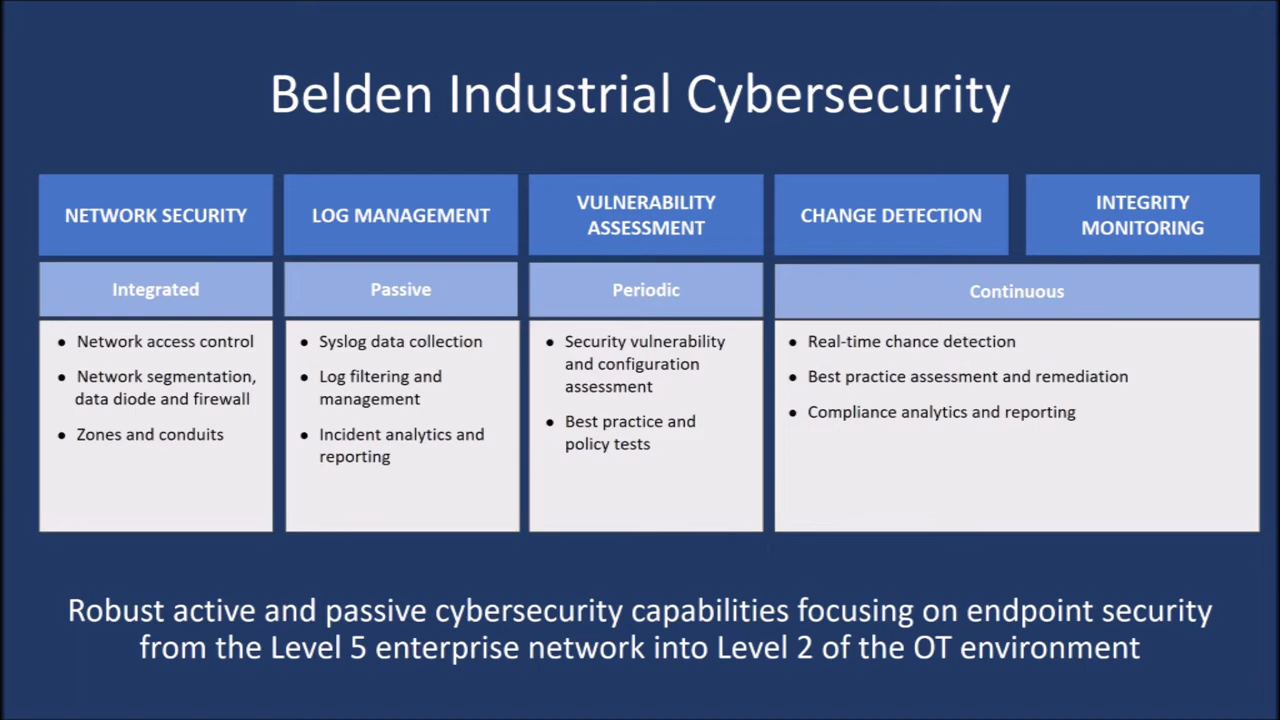 Belden Industrial Cybersecurity
NETWORK SECURITY
Integrated
● Network access control
● Network segmentation,
data diode and firewall
● Zones and conduits
LOG MANAGEMENT
Passive
● Syslog data collection
● Log filtering and
management
● Incident analytics and
reporting
VULNERABILITY
ASSESSMENT
Periodic
● Security vulnerability
and configuration
assessment
● Best practice and
policy tests
CHANGE DETECTION
INTEGRITY
MONITORING
Continuous
● Real-time chance detection
● Best practice assessment and remediation
● Compliance analytics and reporting
Robust active and passive cybersecurity capabilities focusing on endpoint security
from the Level 5 enterprise network into Level 2 of the OT environment